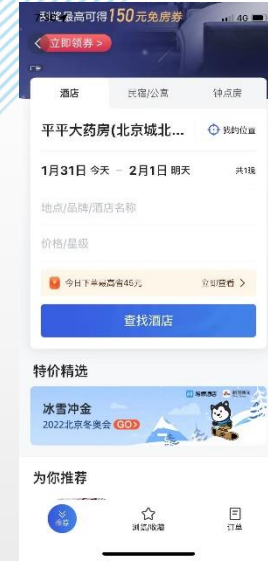 最高可得150元免房券
立即领券>
4G
酒店
民宿/公寓
钟点房
平平大药房(北京城北...
我的位置
1月31日 今天 - 2月1日 明天
共1晚
地点/品牌/酒店名称
价格/星级
今日下单最高省45元
立即查看 >
查找酒店
特价精选
冰雪冲金
2022北京冬奥会 GO>
为你推荐
推荐
浏览/收藏
订单